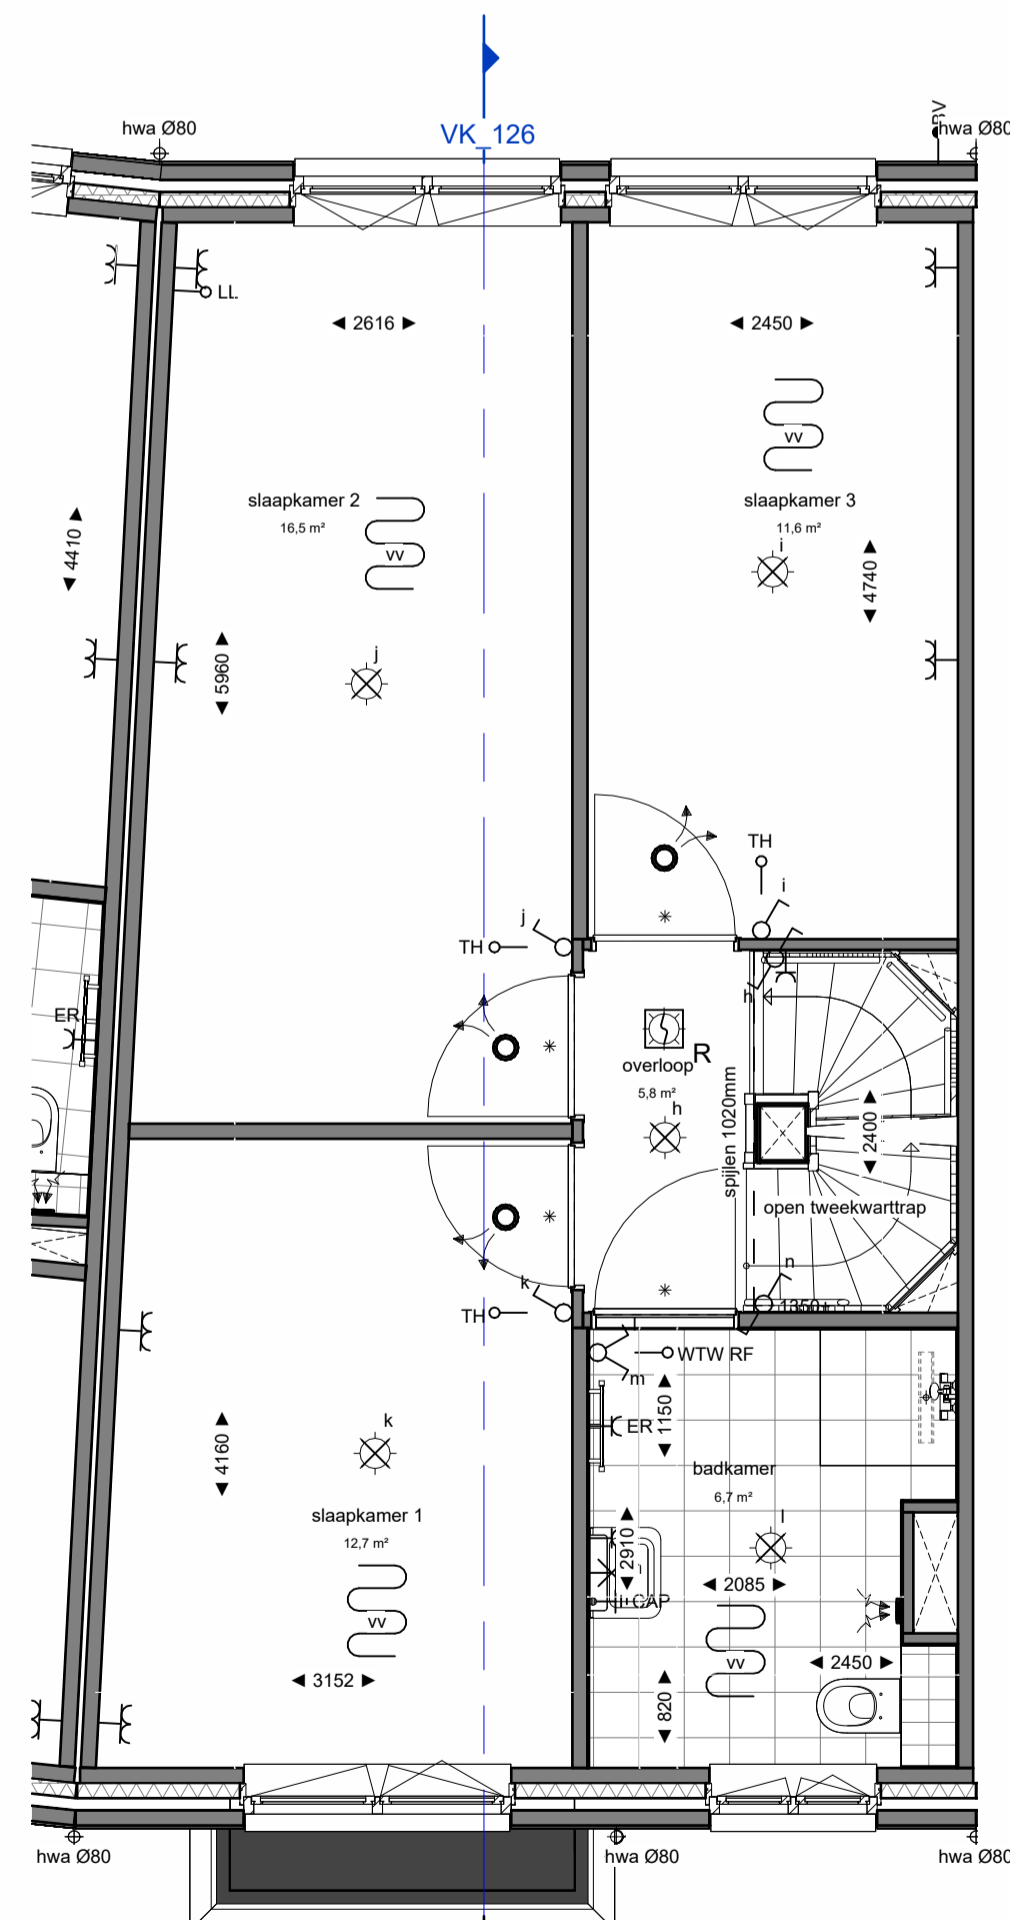 VK_126
hwa Ø80
hwa Ø80
LL
2616
2450
vv
slaapkamer 2
16,5 m²
vv
slaapkamer 3
11,6 m²
i
4410
4740
5960
j
TH
i
j
TH
h
ER
overloop
R
5,8 m²
h
spijlen 1020mm
2400
open tweekwarttrap
n
k
TH
1350+
WTW RF
m
1150
ER
4160
k
badkamer
6,7 m²
l
slaapkamer 1
12,7 m²
2910
2085
CAP
vv
vv
2450
3152
820
hwa Ø80
hwa Ø80
hwa Ø80